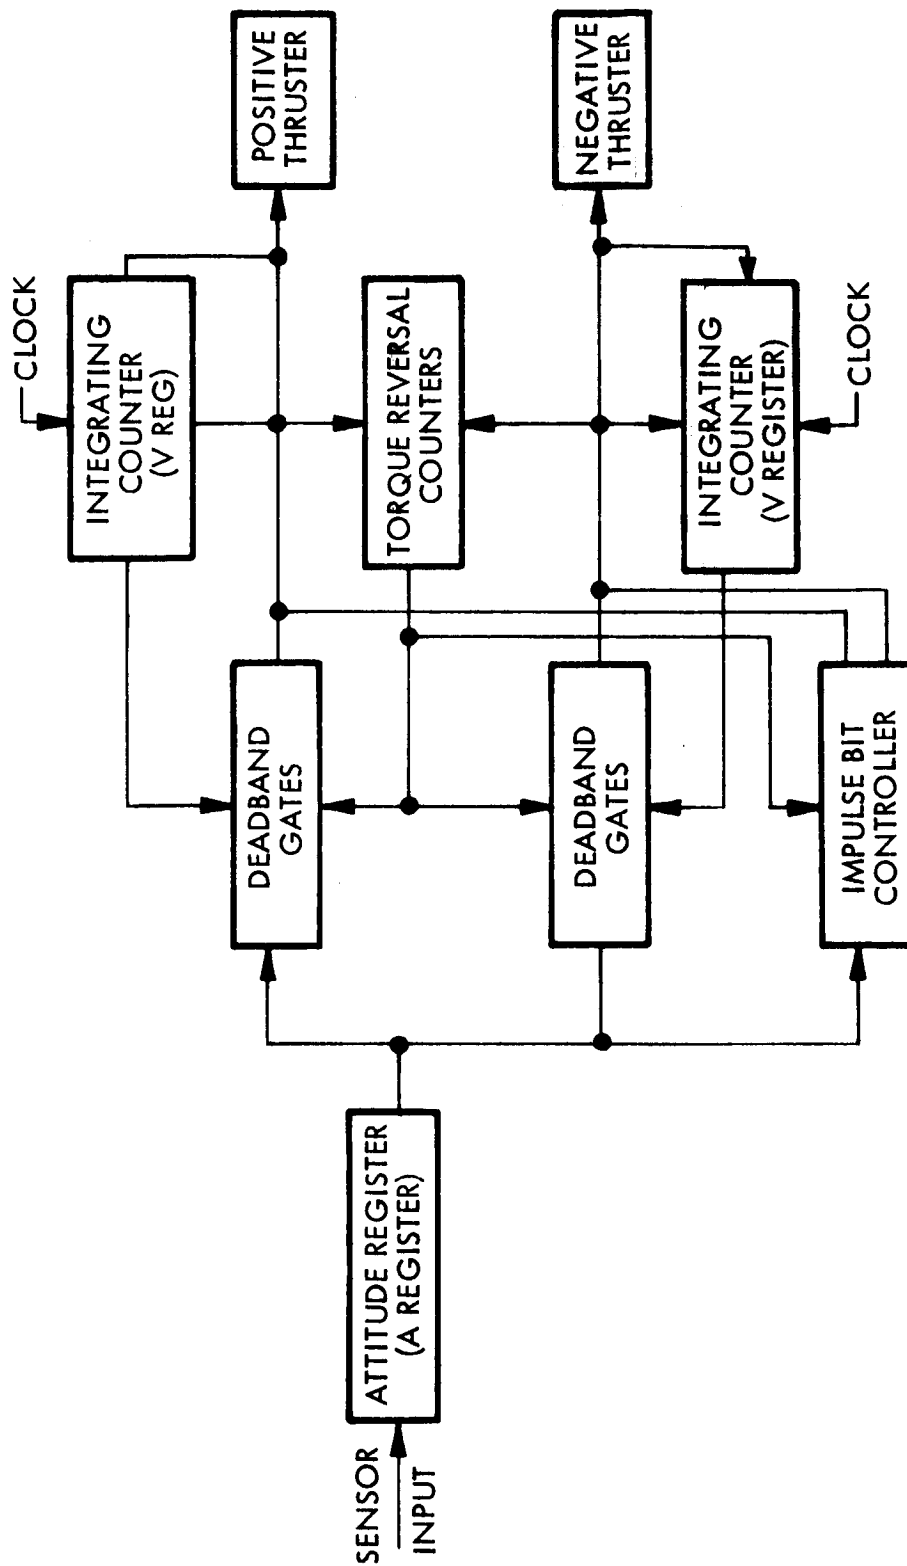 CLOCK
INTEGRATING
COUNTER
(V REG)
POSITIVE
THRUSTER
DEADBAND
GATES
SENSOR
INPUT
ATTITUDE REGISTER
(A REGISTER)
TORQUE REVERSAL
COUNTERS
DEADBAND
GATES
NEGATIVE
THRUSTER
INTEGRATING
COUNTER
(V REGISTER)
CLOCK
IMPULSE BIT
CONTROLLER